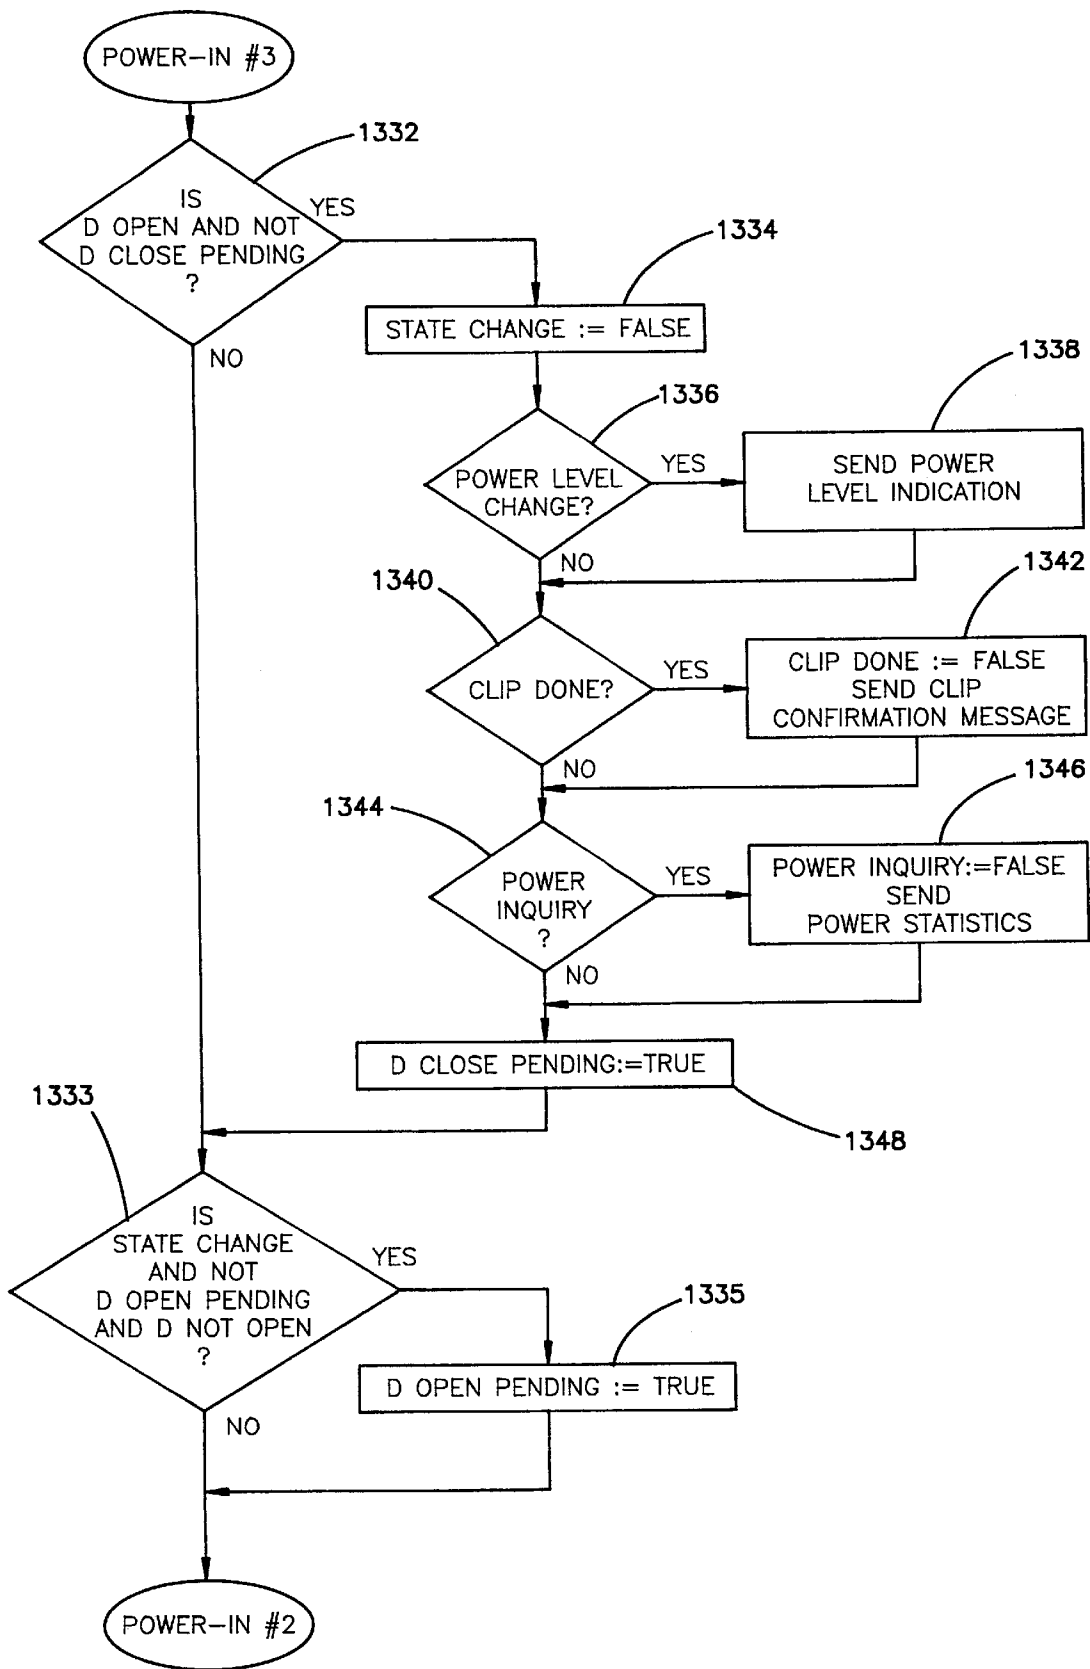 POWER-IN #3
1332
IS
D OPEN AND NOT
D CLOSE PENDING
?
YES
NO
1334
STATE CHANGE := FALSE
1336
POWER LEVEL
CHANGE?
YES
NO
1338
SEND POWER
LEVEL INDICATION
1340
CLIP DONE?
YES
NO
1342
CLIP DONE := FALSE
SEND CLIP
CONFIRMATION MESSAGE
1344
POWER
INQUIRY
?
YES
NO
1346
POWER INQUIRY:=FALSE
SEND
POWER STATISTICS
D CLOSE PENDING:=TRUE
1348
1333
IS
STATE CHANGE
AND NOT
D OPEN PENDING
AND D NOT OPEN
?
YES
NO
1335
D OPEN PENDING := TRUE
POWER-IN #2